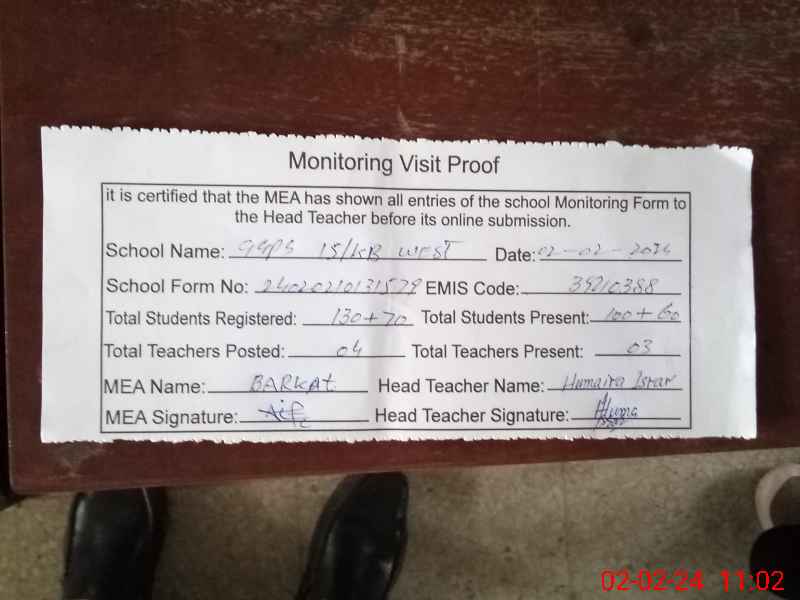 Monitoring Visit Proof
it is certified that the MEA has shown all entries of the school Monitoring Form to
the Head Teacher before its online submission.
School Name: GGPS 15/KB WEST Date: 02-02-2024
School Form No: 24020210131579 EMIS Code: 39210388
Total Students Registered: 130+70 Total Students Present: 100+60
Total Teachers Posted: 04 Total Teachers Present: 03
MEA Name: BARKAt Head Teacher Name: Humaira Israr
MEA Signature: Head Teacher Signature:
02-02-24 11:02